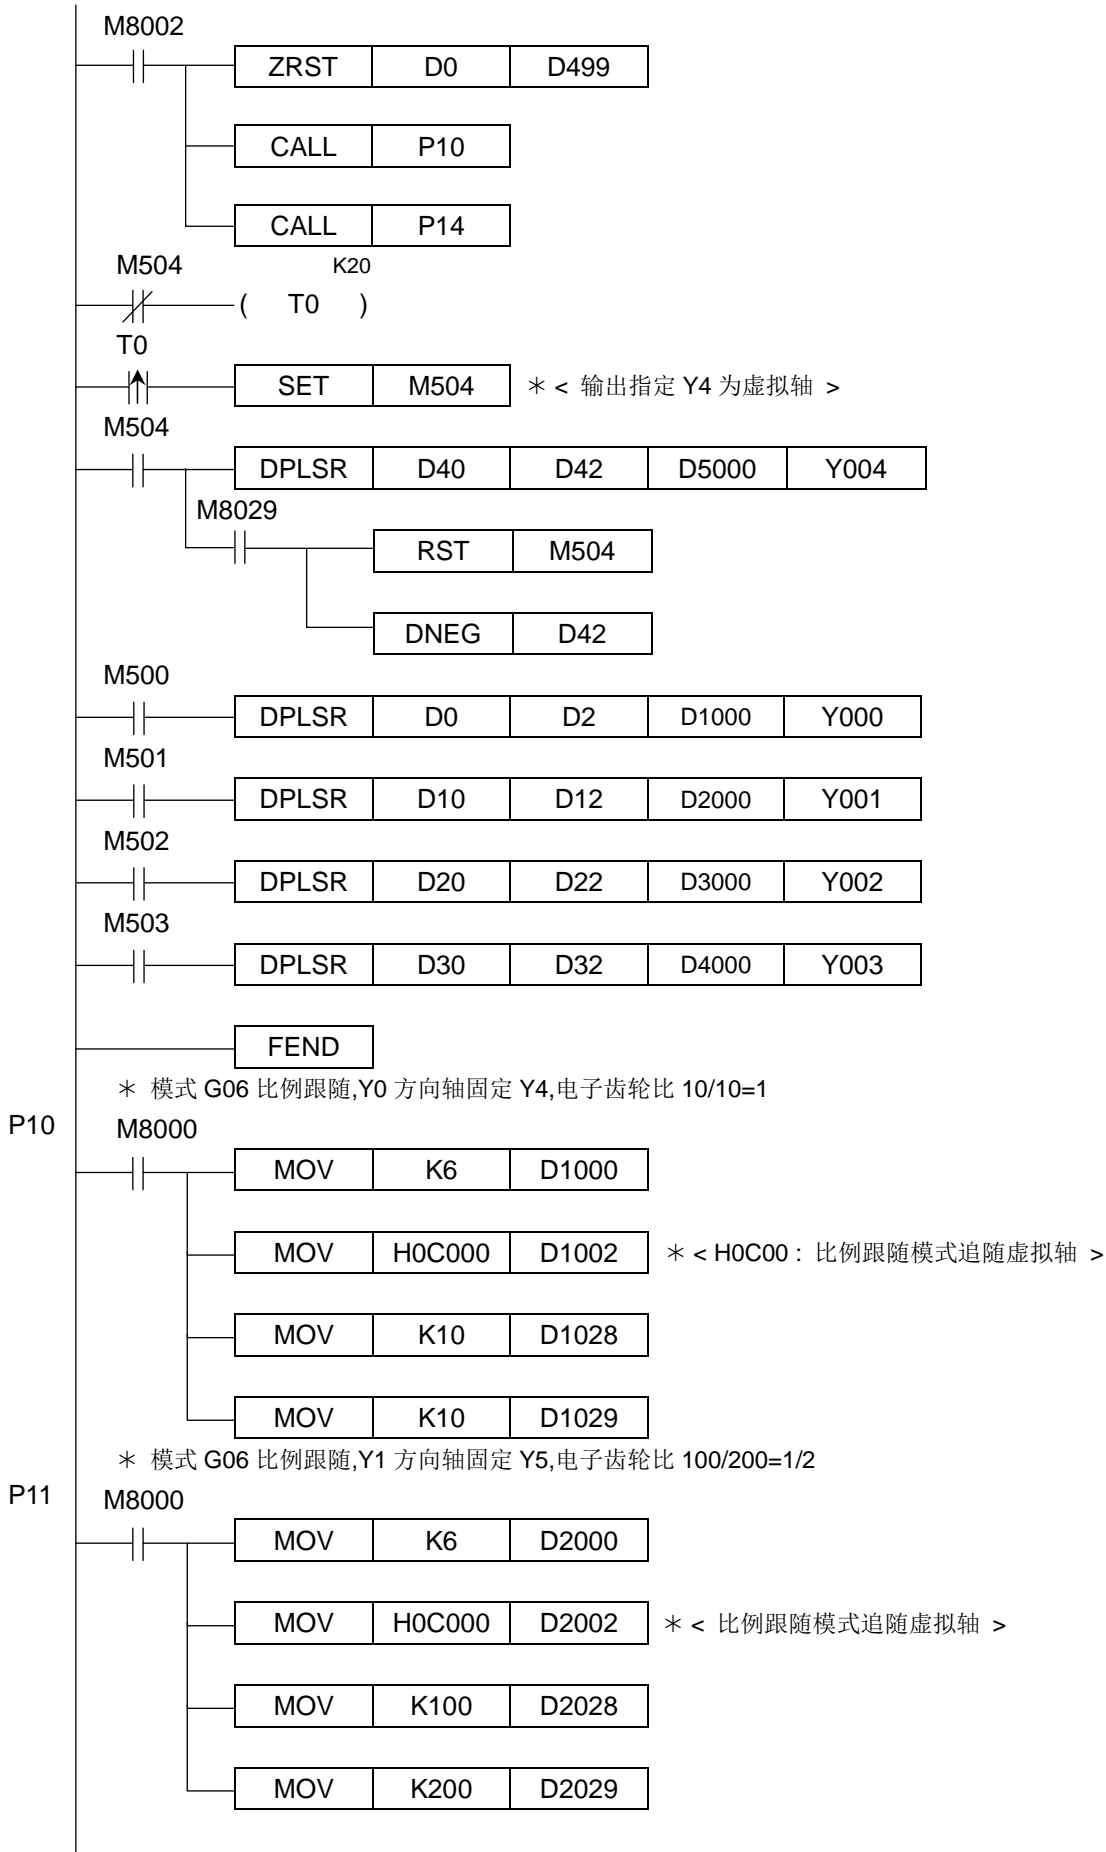 M8002
ZRST D0 D499
CALL P10
CALL P14
M504 K20
( T0 )
T0
SET M504 ＊< 输出指定 Y4 为虚拟轴 >
M504
DPLSR D40 D42 D5000 Y004
M8029
RST M504
DNEG D42
M500
DPLSR D0 D2 D1000 Y000
M501
DPLSR D10 D12 D2000 Y001
M502
DPLSR D20 D22 D3000 Y002
M503
DPLSR D30 D32 D4000 Y003
FEND
＊ 模式 G06 比例跟随,Y0 方向轴固定 Y4,电子齿轮比 10/10=1
P10 M8000
MOV K6 D1000
MOV H0C000 D1002 ＊< H0C00 : 比例跟随模式追随虚拟轴 >
MOV K10 D1028
MOV K10 D1029
＊ 模式 G06 比例跟随,Y1 方向轴固定 Y5,电子齿轮比 100/200=1/2
P11 M8000
MOV K6 D2000
MOV H0C000 D2002 ＊< 比例跟随模式追随虚拟轴 >
MOV K100 D2028
MOV K200 D2029